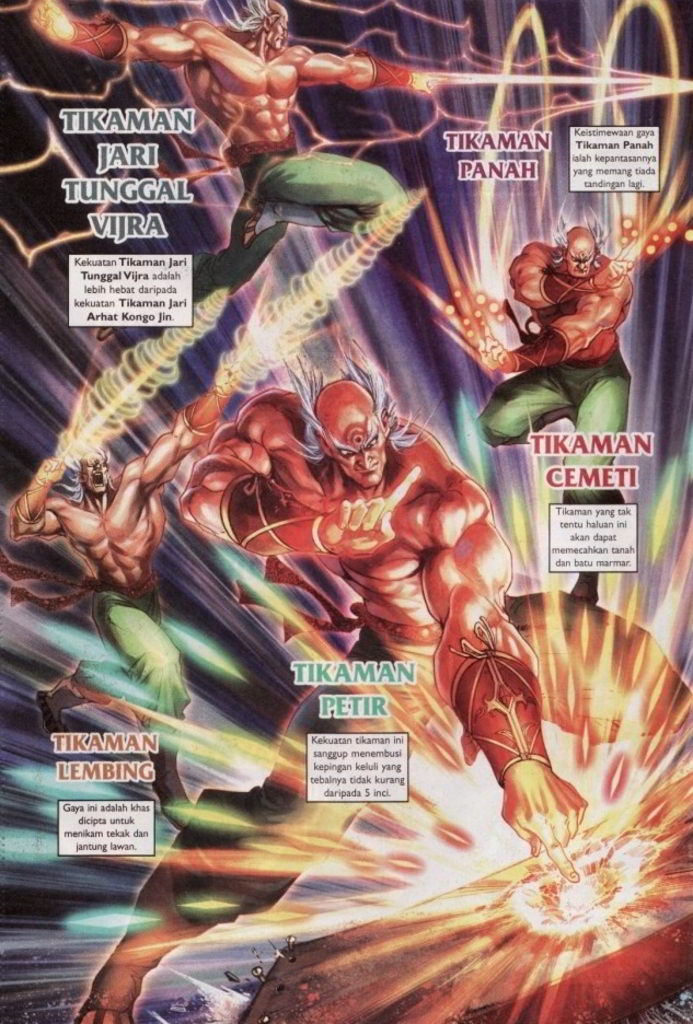 TIKAMAN
JARI
TUNGGAL
VIJRA
Kekuatan Tikaman Jari
Tunggal Vijra adalah
lebih hebat daripada
kekuatan Tikaman Jari
Arhat Kongo Jin.
TIKAMAN
PANAH
Keistimewaan gaya
Tikaman Panah
ialah kepantasannya
yang memang tiada
tandingan lagi.
TIKAMAN
CEMETI
Tikaman yang tak
tentu haluan ini
akan dapat
memecahkan tanah
dan batu marmar.
TIKAMAN
PETIR
Kekuatan tikaman ini
sanggup menembusi
kepingan keluli yang
tebalnya tidak kurang
daripada 5 inci.
TIKAMAN
LEMBING
Gaya ini adalah khas
dicipta untuk
menikam tekak dan
jantung lawan.